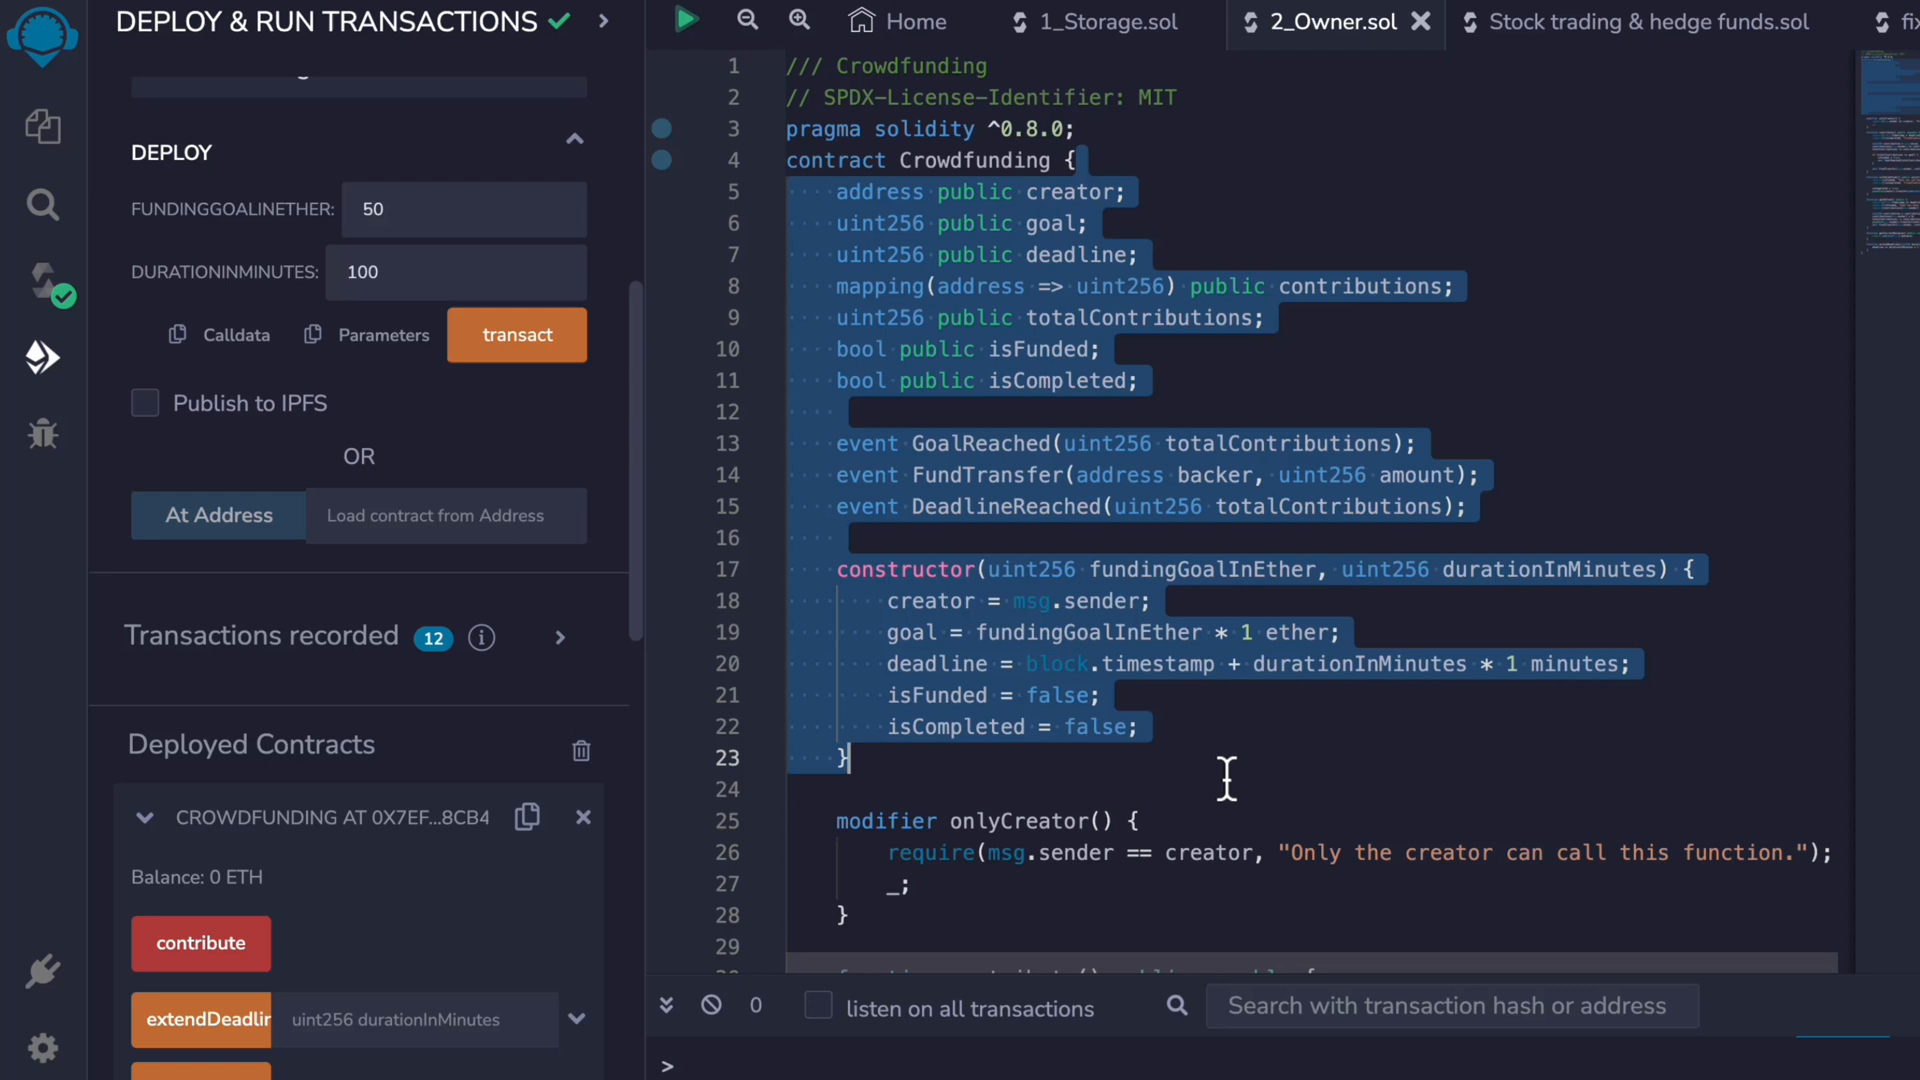 DEPLOY & RUN TRANSACTIONS
DEPLOY
FUNDINGGOALINETHER: 50
DURATIONINMINUTES: 100
Calldata Parameters transact
Publish to IPFS
OR
At Address Load contract from Address
Transactions recorded 12
Deployed Contracts
CROWDFUNDING AT 0X7EF...8CB4
Balance: 0 ETH
contribute
extendDeadlir uint256 durationInMinutes
Home 1_Storage.sol 2_Owner.sol Stock trading & hedge funds.sol
1 /// Crowdfunding
2 // SPDX-License-Identifier: MIT
3 pragma solidity ^0.8.0;
4 contract Crowdfunding {
5 address public creator;
6 uint256 public goal;
7 uint256 public deadline;
8 mapping(address => uint256) public contributions;
9 uint256 public totalContributions;
10 bool public isFunded;
11 bool public isCompleted;
12
13 event GoalReached(uint256 totalContributions);
14 event FundTransfer(address backer, uint256 amount);
15 event DeadlineReached(uint256 totalContributions);
16
17 constructor(uint256 fundingGoalInEther, uint256 durationInMinutes) {
18 creator = msg.sender;
19 goal = fundingGoalInEther * 1 ether;
20 deadline = block.timestamp + durationInMinutes * 1 minutes;
21 isFunded = false;
22 isCompleted = false;
23 }
24
25 modifier onlyCreator() {
26 require(msg.sender == creator, "Only the creator can call this function.");
27 _;
28 }
29
0 listen on all transactions Search with transaction hash or address
>